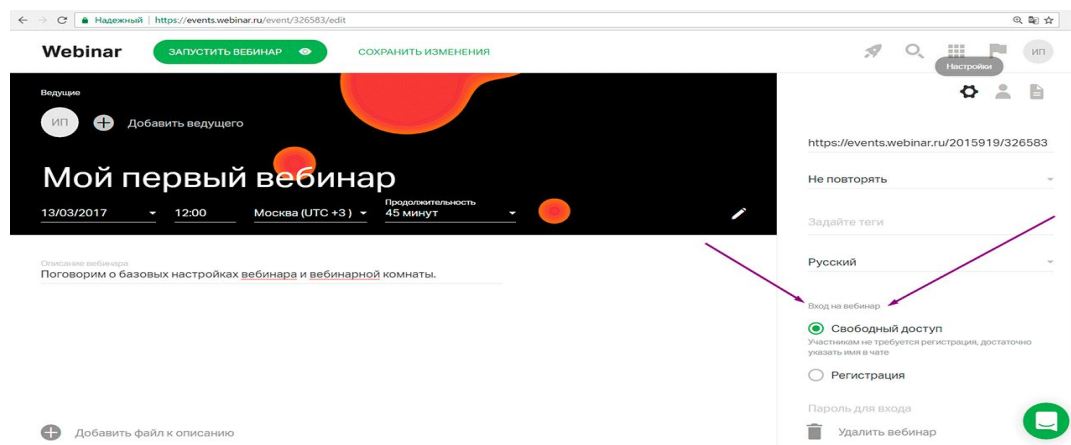 Надежный | https://events.webinar.ru/event/326583/edit
Webinar
ЗАПУСТИТЬ ВЕБИНАР
СОХРАНИТЬ ИЗМЕНЕНИЯ
ИП
Настройки
Ведущие
ИП
Добавить ведущего
Мой первый вебинар
Продолжительность
13/03/2017 12:00 Москва (UTC +3 ) 45 минут
Описание вебинара
Поговорим о базовых настройках вебинара и вебинарной комнаты.
Добавить файл к описанию
https://events.webinar.ru/2015919/326583
Не повторять
Задайте теги
Русский
Вход на вебинар
Свободный доступ
Участникам не требуется регистрация, достаточно
указать имя в чате
Регистрация
Пароль для входа
Удалить вебинар